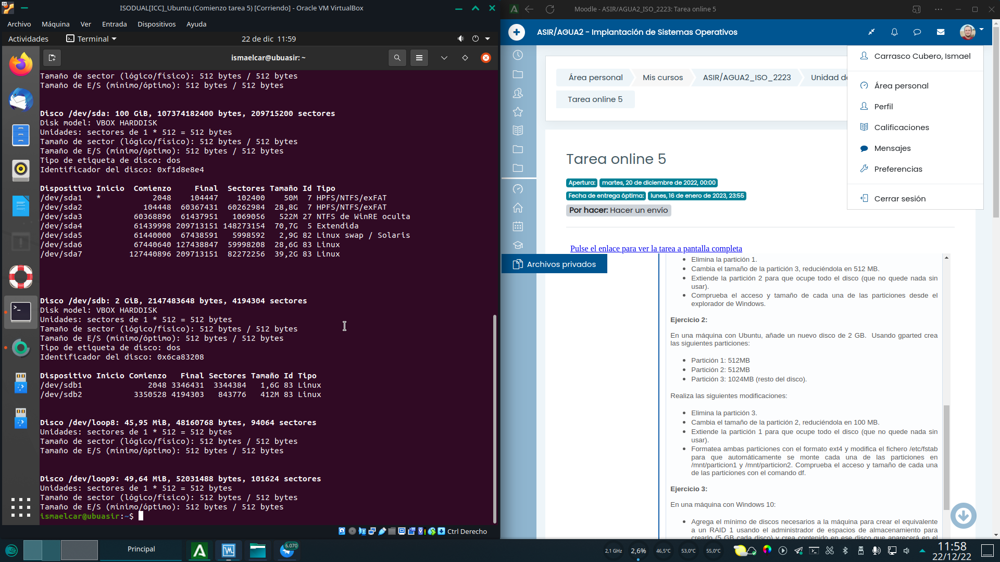 ISODUAL[ICC]_Ubuntu (Comienzo tarea 5) [Corriendo] - Oracle VM VirtualBox
Archivo Máquina Ver Entrada Dispositivos Ayuda
Actividades Terminal 22 de dic 11:59
ismaelcar@ubuasir: ~
Tamaño de sector (lógico/físico): 512 bytes / 512 bytes
Tamaño de E/S (mínimo/óptimo): 512 bytes / 512 bytes
Disco /dev/sda: 100 GiB, 107374182400 bytes, 209715200 sectores
Disk model: VBOX HARDDISK
Unidades: sectores de 1 * 512 = 512 bytes
Tamaño de sector (lógico/físico): 512 bytes / 512 bytes
Tamaño de E/S (mínimo/óptimo): 512 bytes / 512 bytes
Tipo de etiqueta de disco: dos
Identificador del disco: 0xf1d8e8e4
Dispositivo Inicio Comienzo Final Sectores Tamaño Id Tipo
/dev/sda1 * 2048 104447 102400 50M 7 HPFS/NTFS/exFAT
/dev/sda2 104448 60367431 60262984 28,8G 7 HPFS/NTFS/exFAT
/dev/sda3 60368896 61437951 1069056 522M 27 NTFS de WinRE oculta
/dev/sda4 61439998 209713151 148273154 70,7G 5 Extendida
/dev/sda5 61440000 67438591 5998592 2,9G 82 Linux swap / Solaris
/dev/sda6 67440640 127438847 59998208 28,6G 83 Linux
/dev/sda7 127440896 209713151 82272256 39,2G 83 Linux
Disco /dev/sdb: 2 GiB, 2147483648 bytes, 4194304 sectores
Disk model: VBOX HARDDISK
Unidades: sectores de 1 * 512 = 512 bytes
Tamaño de sector (lógico/físico): 512 bytes / 512 bytes
Tamaño de E/S (mínimo/óptimo): 512 bytes / 512 bytes
Tipo de etiqueta de disco: dos
Identificador del disco: 0x6ca83208
Dispositivo Inicio Comienzo Final Sectores Tamaño Id Tipo
/dev/sdb1 2048 3346431 3344384 1,6G 83 Linux
/dev/sdb2 3350528 4194303 843776 412M 83 Linux
Disco /dev/loop8: 45,95 MiB, 48160768 bytes, 94064 sectores
Unidades: sectores de 1 * 512 = 512 bytes
Tamaño de sector (lógico/físico): 512 bytes / 512 bytes
Tamaño de E/S (mínimo/óptimo): 512 bytes / 512 bytes
Disco /dev/loop9: 49,64 MiB, 52031488 bytes, 101624 sectores
Unidades: sectores de 1 * 512 = 512 bytes
Tamaño de sector (lógico/físico): 512 bytes / 512 bytes
Tamaño de E/S (mínimo/óptimo): 512 bytes / 512 bytes
ismaelcar@ubuasir:~$
Ctrl Derecho
Moodle - ASIR/AGUA2_ISO_2223: Tarea online 5
ASIR/AGUA2 - Implantación de Sistemas Operativos
Área personal Mis cursos ASIR/AGUA2_ISO_2223 Unidad de
Tarea online 5
Carrasco Cubero, Ismael
Área personal
Perfil
Calificaciones
Mensajes
Preferencias
Cerrar sesión
Tarea online 5
Apertura: martes, 20 de diciembre de 2022, 00:00
Fecha de entrega óptima: lunes, 16 de enero de 2023, 23:55
Por hacer: Hacer un envío
Pulse el enlace para ver la tarea a pantalla completa
Archivos privados
• Elimina la partición 1.
• Cambia el tamaño de la partición 3, reduciéndola en 512 MB.
• Extiende la partición 2 para que ocupe todo el disco (que no quede nada sin
usar).
• Comprueba el acceso y tamaño de cada una de las particiones desde el
explorador de Windows.
Ejercicio 2:
En una máquina con Ubuntu, añade un nuevo disco de 2 GB. Usando gparted crea
las siguientes particiones:
• Partición 1: 512MB
• Partición 2: 512MB
• Partición 3: 1024MB (resto del disco).
Realiza las siguientes modificaciones:
• Elimina la partición 3.
• Cambia el tamaño de la partición 2, reduciéndola en 100 MB.
• Extiende la partición 1 para que ocupe todo el disco (que no quede nada sin
usar).
• Formatea ambas particiones con el formato ext4 y modifica el fichero /etc/fstab
para que automáticamente se monte cada una de las particiones en
/mnt/particion1 y /mnt/particion2. Comprueba el acceso y tamaño de cada una
de las particiones con el comando df.
Ejercicio 3:
En una máquina con Windows 10:
• Agrega el mínimo de discos necesarios a la máquina para crear el equivalente
a un RAID 1 usando el administrador de espacios de almacenamiento para
crearlo (5 GB cada disco) y crea contenido en ese disco que aparecerá en el
Principal
6.070
2,1 GHz 2,6% 46,5°C 53,0°C 55,0°C
11:58
22/12/22